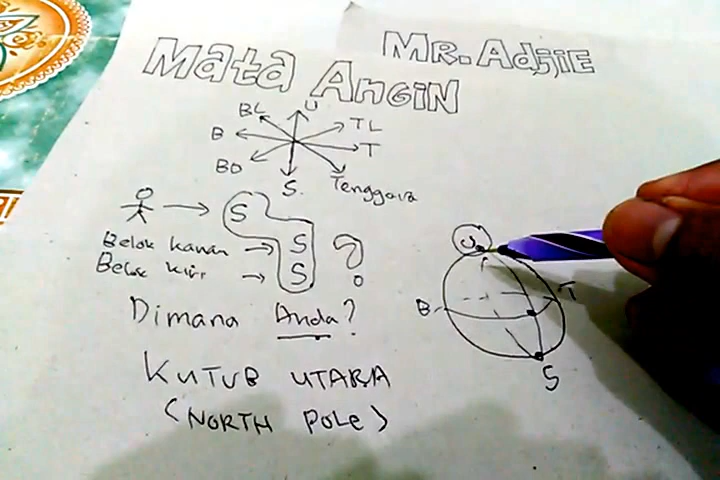 MR. AdjiE
Mata AnGiN
U
BL
TL
B
T
BD
S.
Tenggara
S
Belok kanan
S
Belok kiri
S
?
Dimana Anda?
KUTUB UTARA
(NORTH POLE)
U
B
T
S